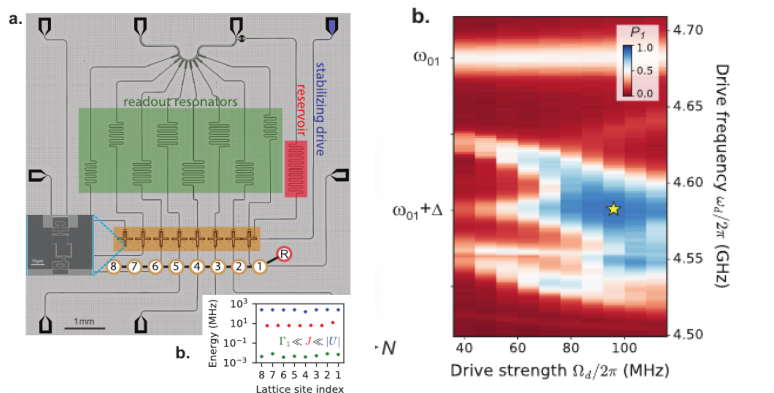 a.
readout resonators
reservoir
stabilizing drive
10μm
8 7 6 5 4 3 2 1 R
1mm
b.
Energy (MHz)
10³
10¹
10⁻¹
10⁻³
Γ₁ ≪ J ≪ |U|
8 7 6 5 4 3 2 1
Lattice site index
N
b.
ω₀₁
ω₀₁+Δ
P₁
1.0
0.5
0.0
4.70
4.65
4.60
4.55
4.50
Drive frequency ω_d/2π (GHz)
40 60 80 100
Drive strength Ω_d/2π (MHz)